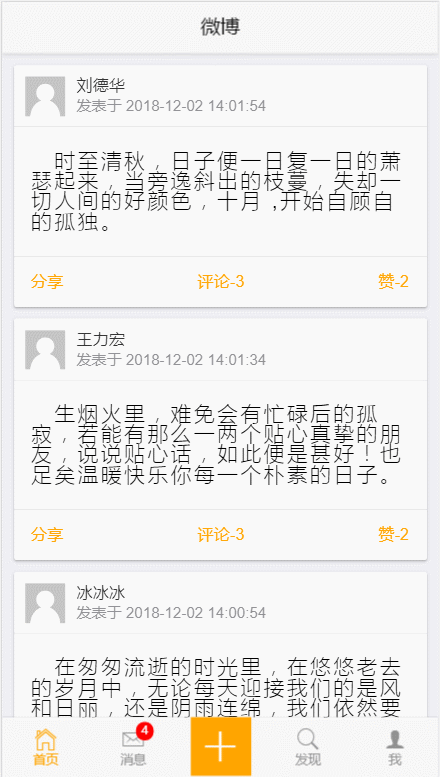 微博
刘德华
发表于 2018-12-02 14:01:54
时至清秋，日子便一日复一日的萧
瑟起来，当旁逸斜出的枝蔓，失却一
切人间的好颜色，十月 ,开始自顾自
的孤独。
分享 评论-3 赞-2
王力宏
发表于 2018-12-02 14:01:34
生烟火里，难免会有忙碌后的孤
寂，若能有那么一两个贴心真挚的朋
友，说说贴心话，如此便是甚好！也
足矣温暖快乐你每一个朴素的日子。
分享 评论-3 赞-2
冰冰冰
发表于 2018-12-02 14:00:54
在匆匆流逝的时光里，在悠悠老去
的岁月中，无论每天迎接我们的是风
和日丽，还是阴雨连绵，我们依然要
4
首页 消息 发现 我